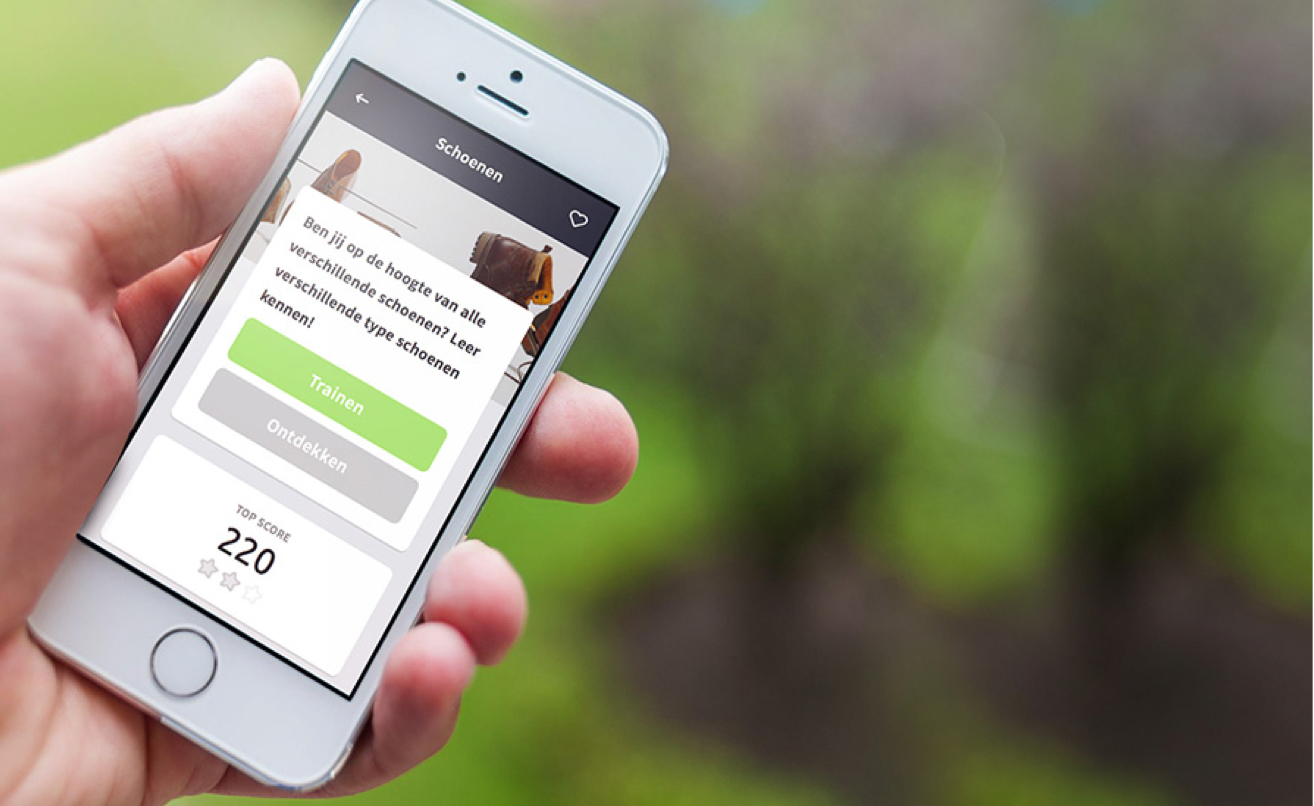 Schoenen
Ben jij op de hoogte van alle
verschillende schoenen? Leer
verschillende type schoenen
kennen!
Trainen
Ontdekken
TOP SCORE
220